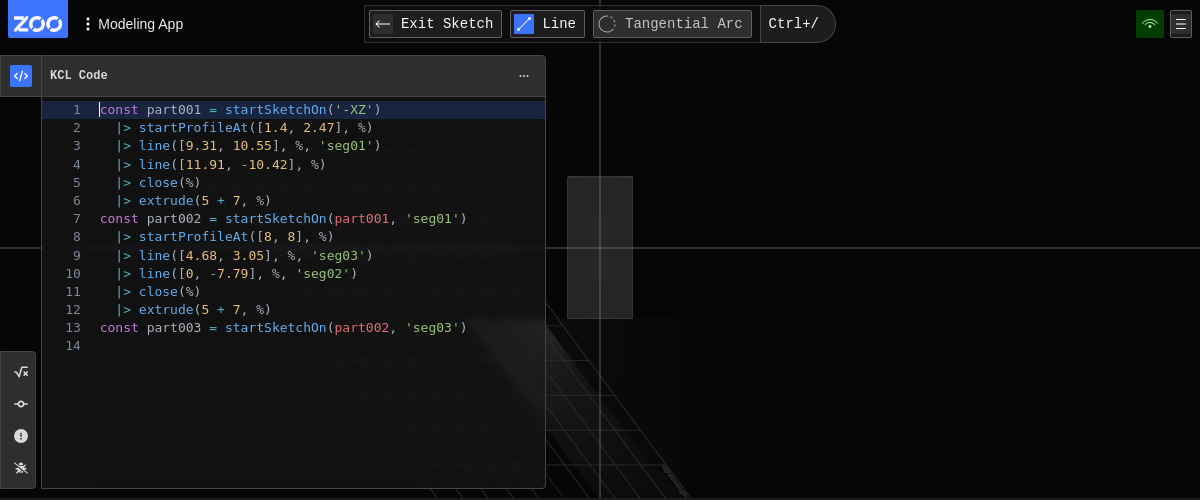 ZOO
Modeling App
Exit Sketch
Line
Tangential Arc
Ctrl+/
KCL Code
1 const part001 = startSketchOn('-XZ')
2 |> startProfileAt([1.4, 2.47], %)
3 |> line([9.31, 10.55], %, 'seg01')
4 |> line([11.91, -10.42], %)
5 |> close(%)
6 |> extrude(5 + 7, %)
7 const part002 = startSketchOn(part001, 'seg01')
8 |> startProfileAt([8, 8], %)
9 |> line([4.68, 3.05], %, 'seg03')
10 |> line([0, -7.79], %, 'seg02')
11 |> close(%)
12 |> extrude(5 + 7, %)
13 const part003 = startSketchOn(part002, 'seg03')
14